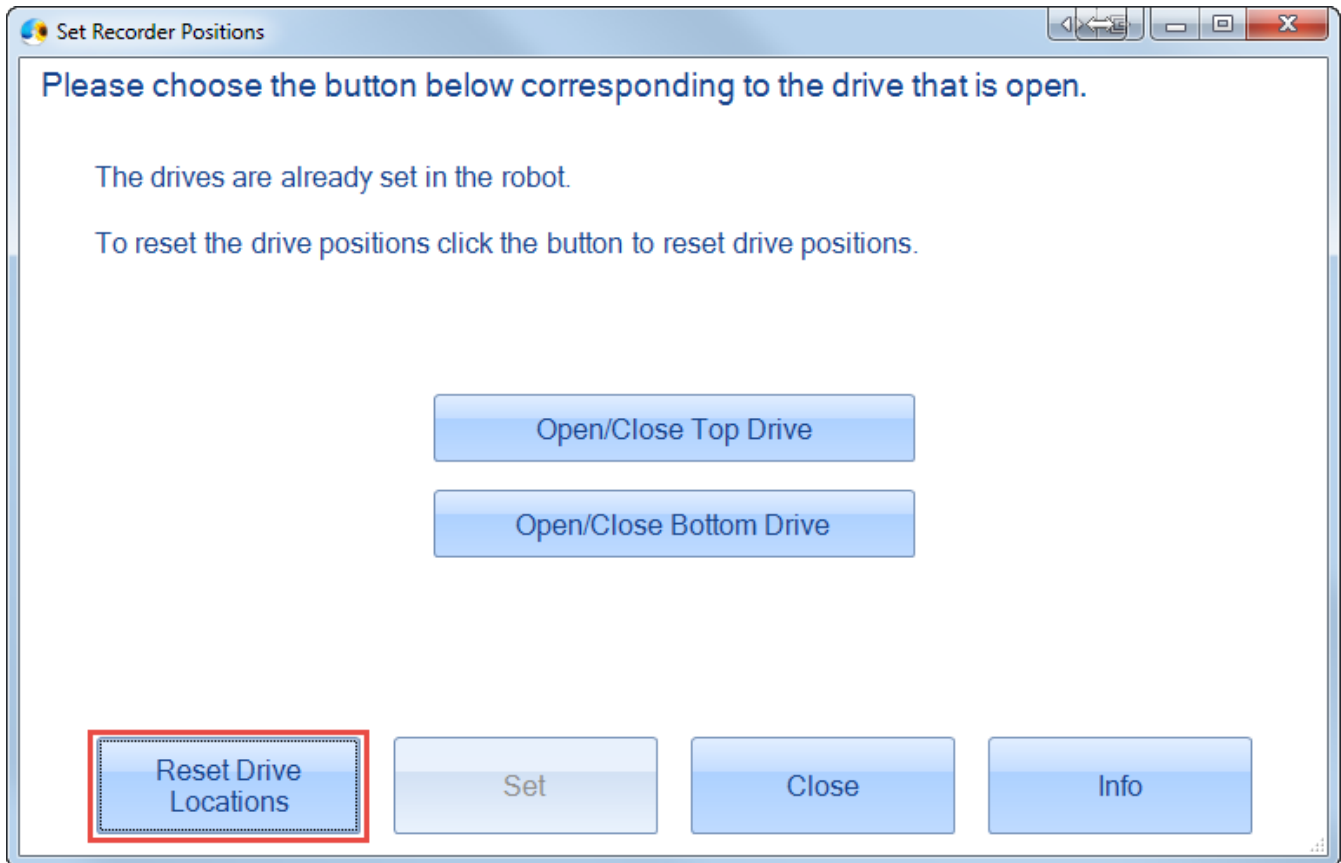 Set Recorder Positions
Please choose the button below corresponding to the drive that is open.
The drives are already set in the robot.
To reset the drive positions click the button to reset drive positions.
Open/Close Top Drive
Open/Close Bottom Drive
Reset Drive
Locations
Set
Close
Info